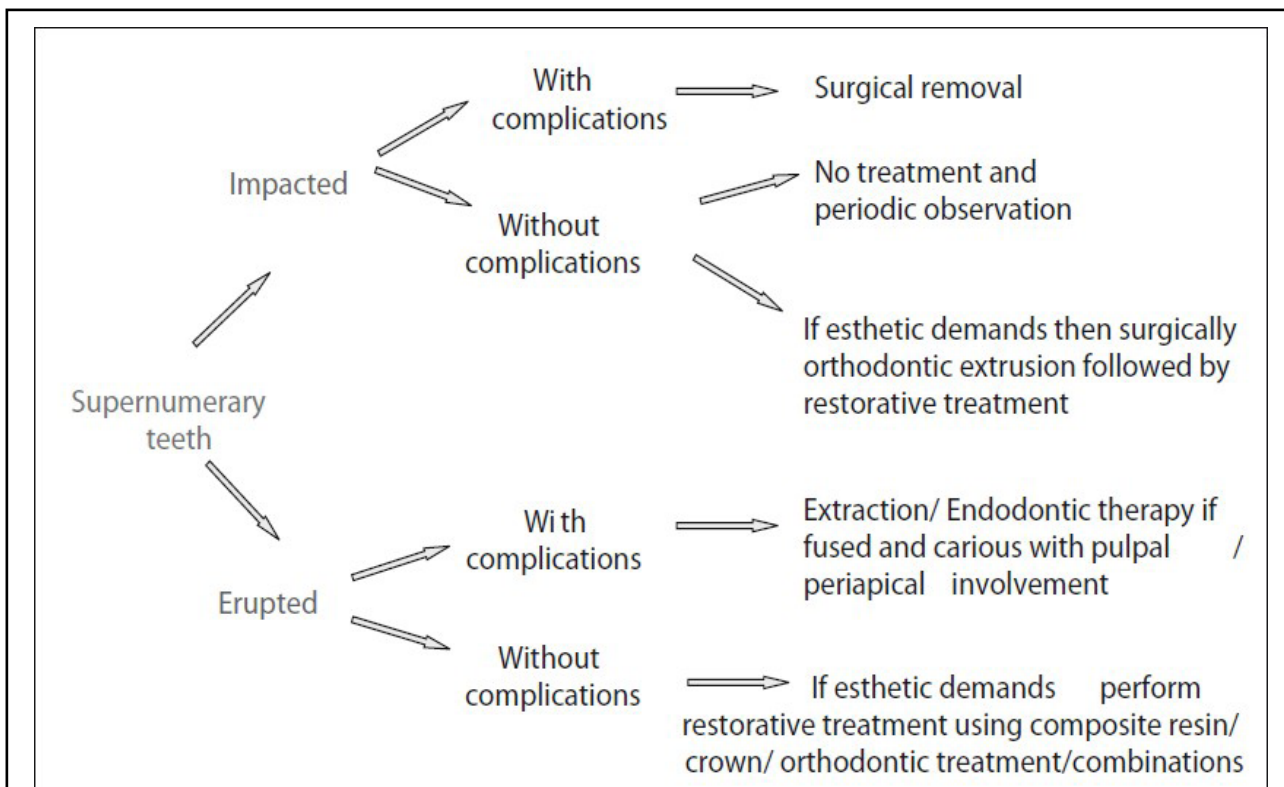 With
complications
Surgical removal
Impacted
No treatment and
periodic observation
Without
complications
If esthetic demands then surgically
orthodontic extrusion followed by
restorative treatment
Supernumerary
teeth
Extraction/ Endodontic therapy if
fused and carious with pulpal /
periapical involvement
Wi th
complications
Erupted
Without
complications
If esthetic demands perform
restorative treatment using composite resin/
crown/ orthodontic treatment/combinations